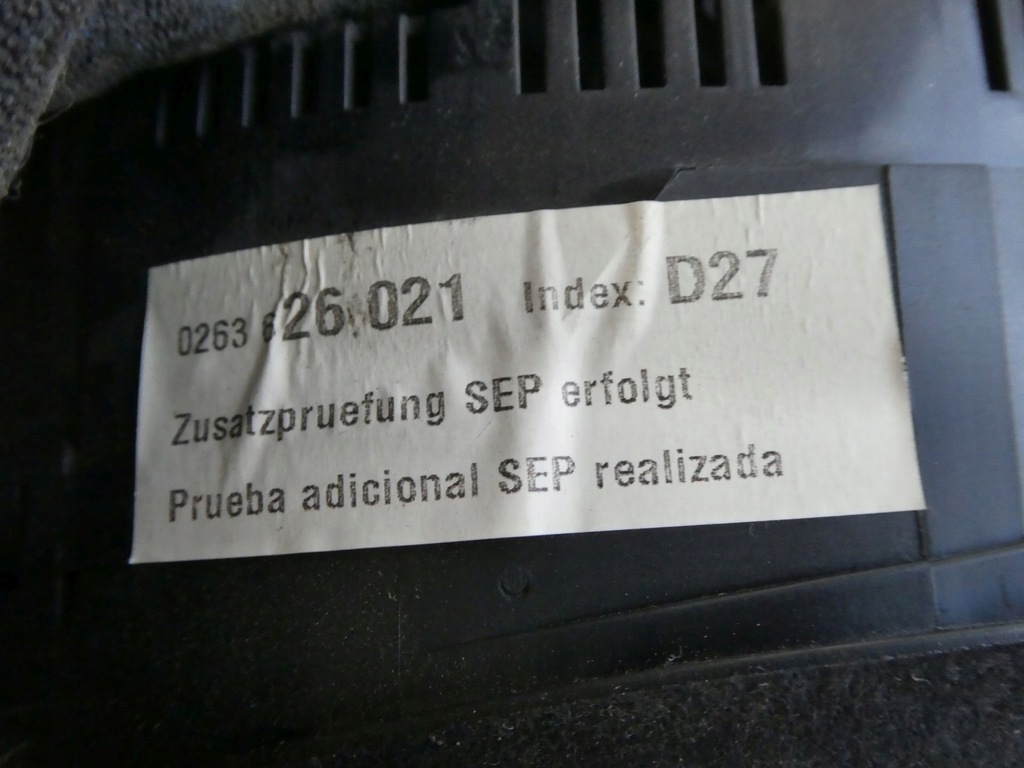 0263 626 021 Index: D27
Zusatzpruefung SEP erfolgt
Prueba adicional SEP realizada